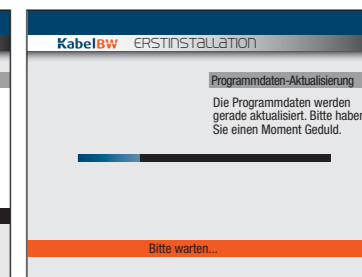 KabelBW ERSTINSTALLATION
Programmdaten-Aktualisierung
Die Programmdaten werden
gerade aktualisiert. Bitte haben
Sie einen Moment Geduld.
Bitte warten...